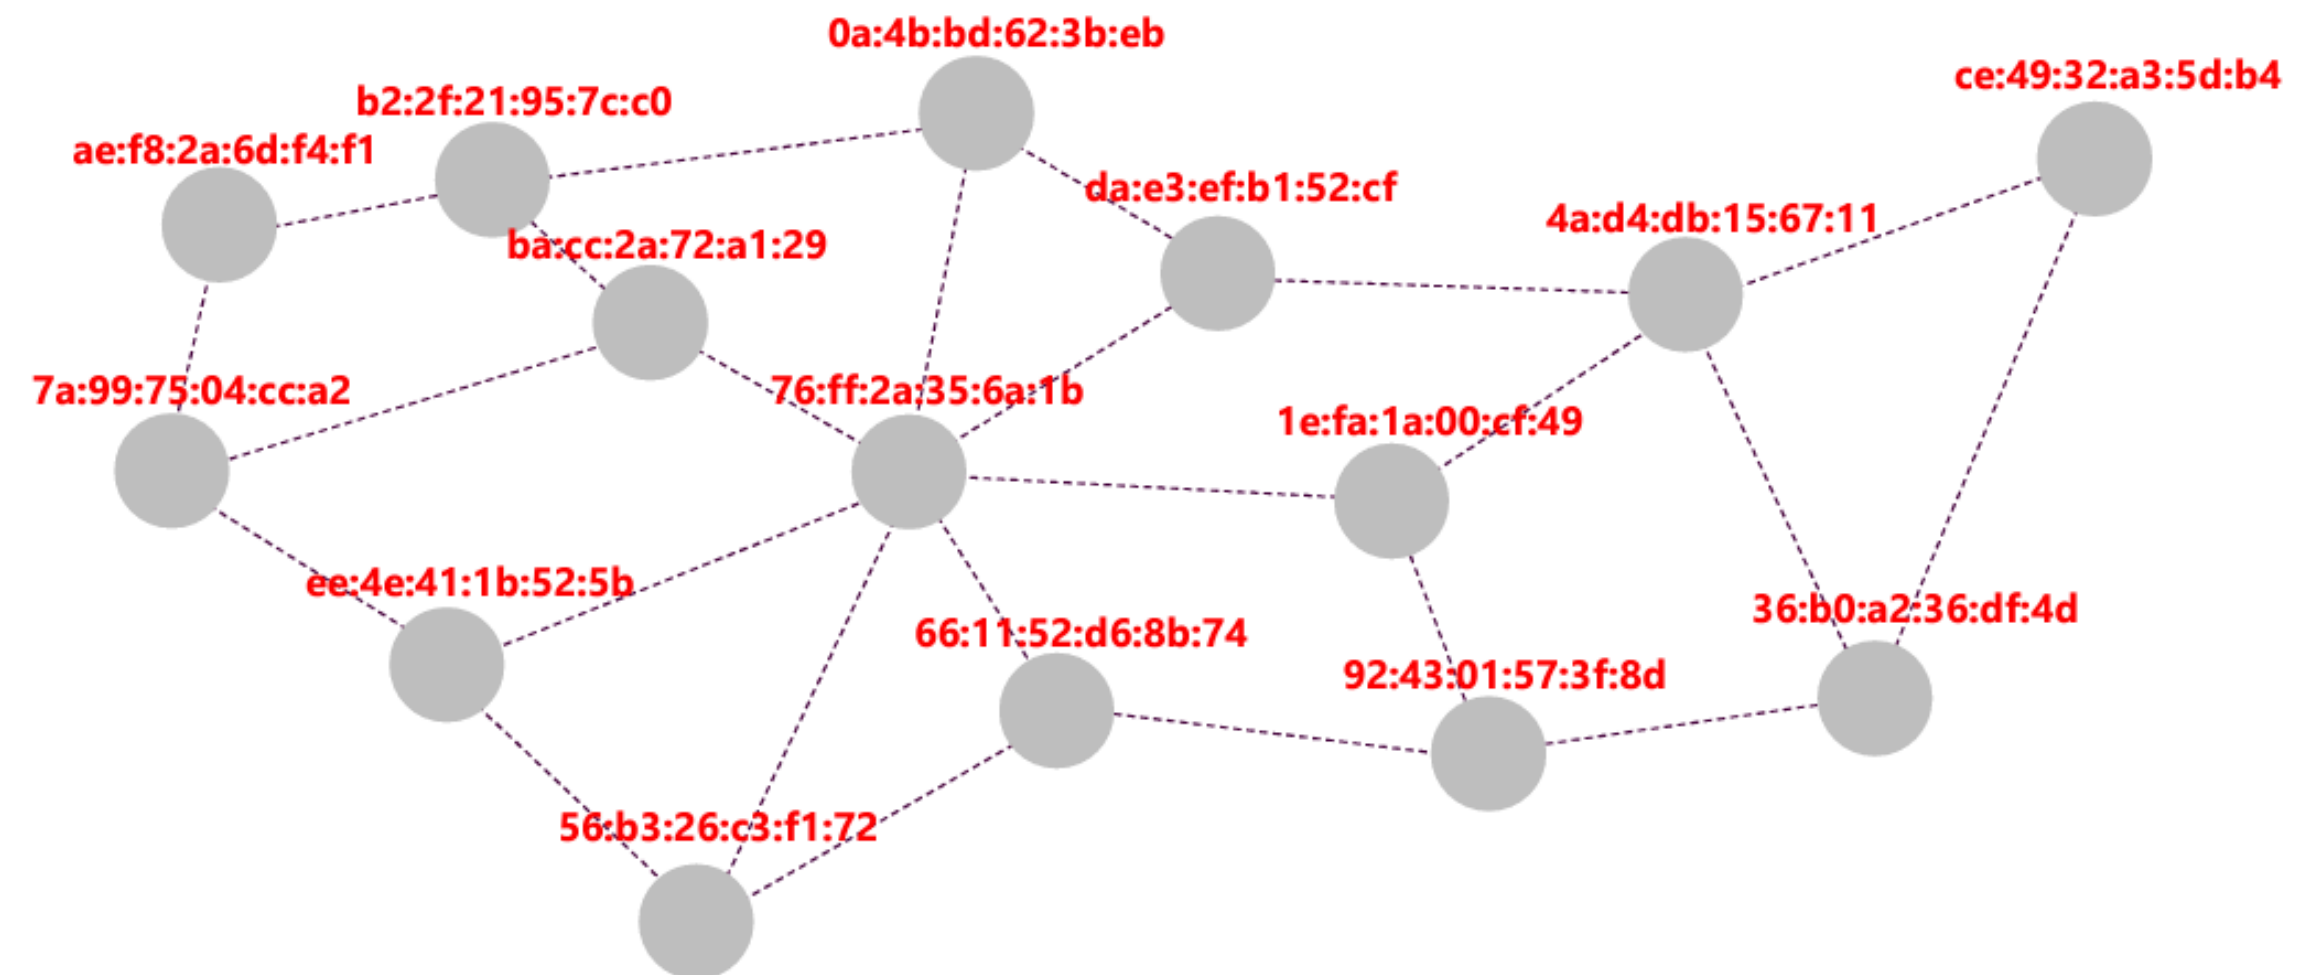 0a:4b:bd:62:3b:eb
ce:49:32:a3:5d:b4
b2:2f:21:95:7c:c0
ae:f8:2a:6d:f4:f1
da:e3:ef:b1:52:cf
4a:d4:db:15:67:11
ba:cc:2a:72:a1:29
7a:99:75:04:cc:a2
76:ff:2a:35:6a:1b
1e:fa:1a:00:cf:49
ee:4e:41:1b:52:5b
36:b0:a2:36:df:4d
66:11:52:d6:8b:74
92:43:01:57:3f:8d
56:b3:26:c3:f1:72